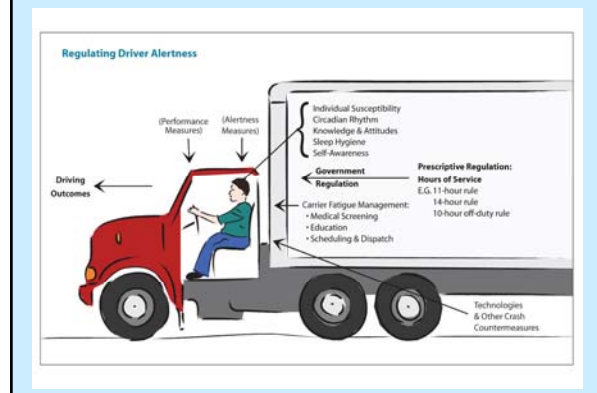 Regulating Driver Alertness
(Performance
Measures)
(Alertness
Measures)
Driving
Outcomes
Individual Susceptibility
Circadian Rhythm
Knowledge & Attitudes
Sleep Hygiene
Self-Awareness
Government
Regulation
Prescriptive Regulation:
Hours of Service
E.G. 11-hour rule
14-hour rule
10-hour off-duty rule
Carrier Fatigue Management:
• Medical Screening
• Education
• Scheduling & Dispatch
Technologies
& Other Crash
Countermeasures